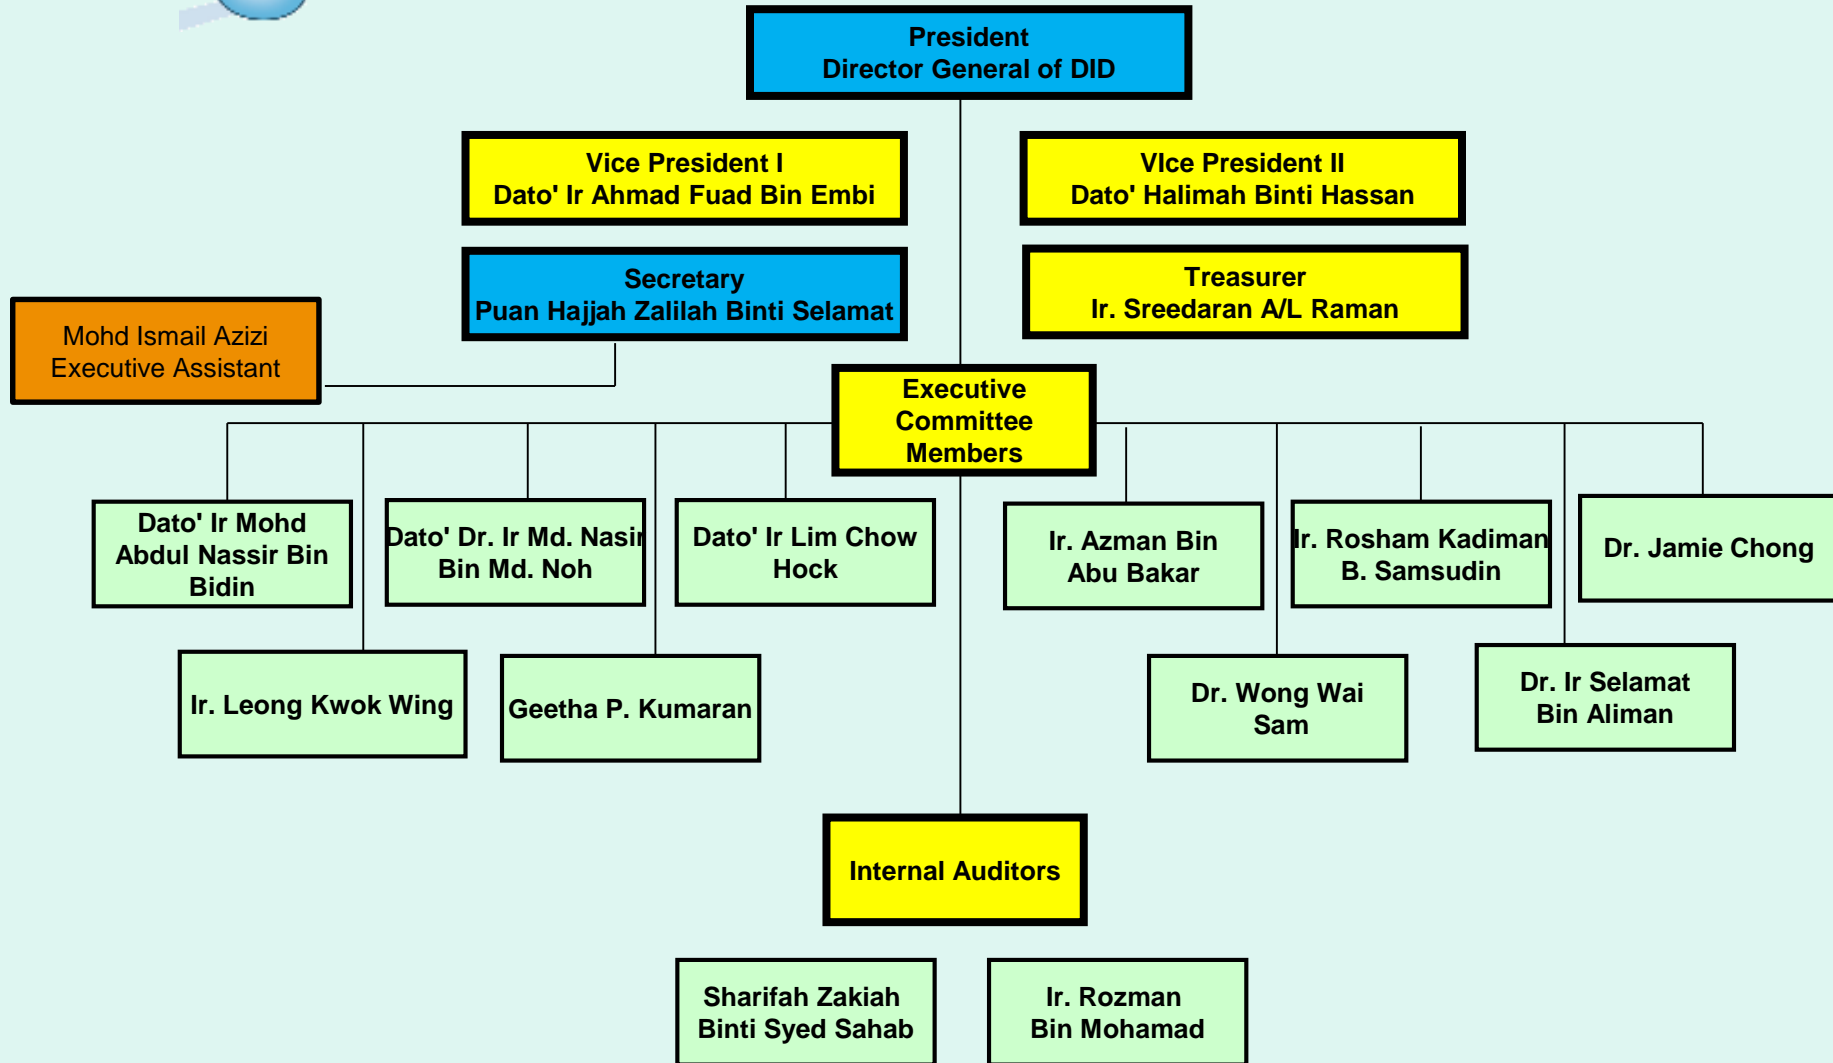 President
Director General of DID
Vice President I
Dato' Ir Ahmad Fuad Bin Embi
VIce President II
Dato' Halimah Binti Hassan
Secretary
Puan Hajjah Zalilah Binti Selamat
Treasurer
Ir. Sreedaran A/L Raman
Mohd Ismail Azizi
Executive Assistant
Executive
Committee
Members
Dato' Ir Mohd
Abdul Nassir Bin
Bidin
Dato' Dr. Ir Md. Nasir
Bin Md. Noh
Dato' Ir Lim Chow
Hock
Ir. Azman Bin
Abu Bakar
Ir. Rosham Kadiman
B. Samsudin
Dr. Jamie Chong
Ir. Leong Kwok Wing
Geetha P. Kumaran
Dr. Wong Wai
Sam
Dr. Ir Selamat
Bin Aliman
Internal Auditors
Sharifah Zakiah
Binti Syed Sahab
Ir. Rozman
Bin Mohamad